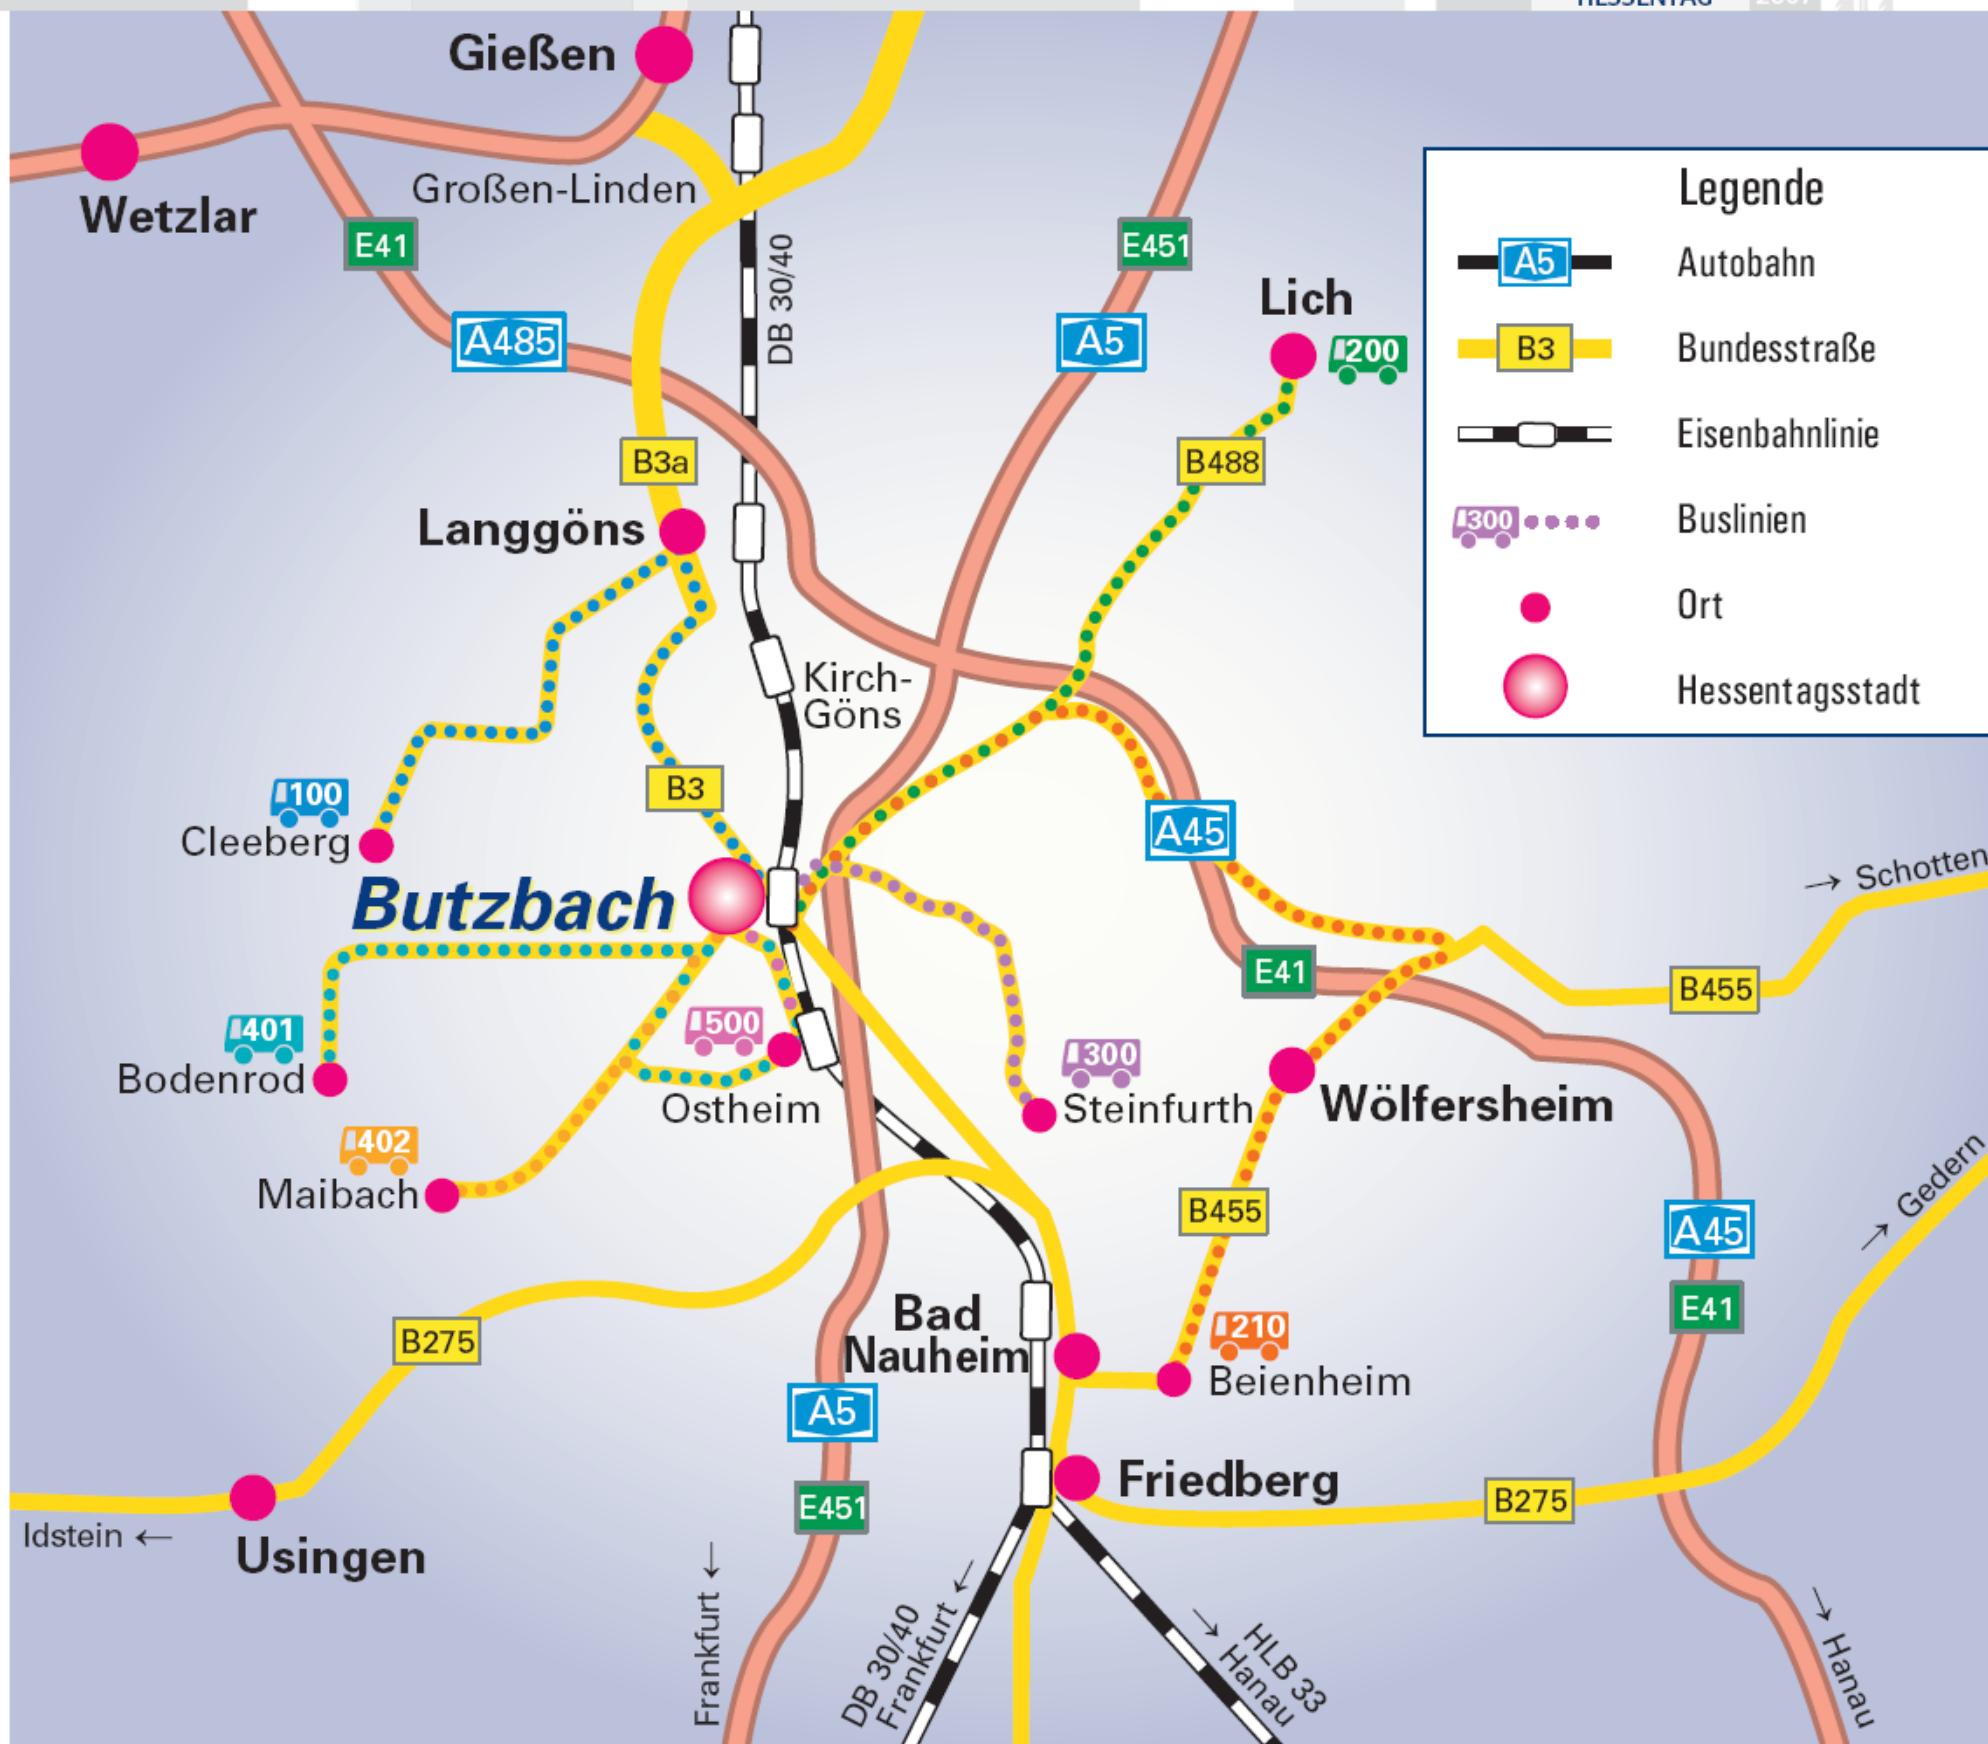 HESSENTAG
2007
Gießen
Wetzlar
Großen-Linden
E41
DB 30/40
E451
Legende
A5
Autobahn
B3
Bundesstraße
Eisenbahnlinie
300
Buslinien
Ort
Hessentagsstadt
Lich
200
A485
A5
B3a
B488
Langgöns
Kirch-
Göns
B3
100
Cleeberg
A45
Butzbach
→ Schotten
E41
B455
401
Bodenrod
500
Ostheim
300
Steinfurth
Wölfersheim
402
Maibach
B455
A45
→ Gedern
E41
B275
Bad
Nauheim
210
Beienheim
A5
E451
Friedberg
B275
Idstein ←
Usingen
Frankfurt ←
DB 30/40
Frankfurt ←
HLB 33
→ Hanau
→ Hanau